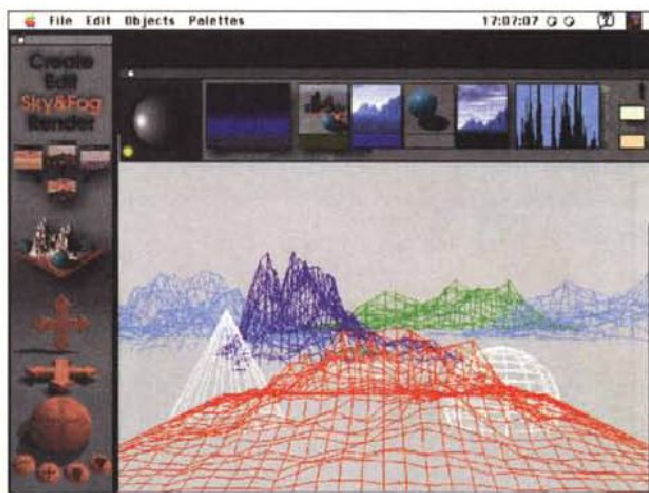 File Edit Objects Palettes 17:07:07
Create
Edit
Sky&Fog
Render